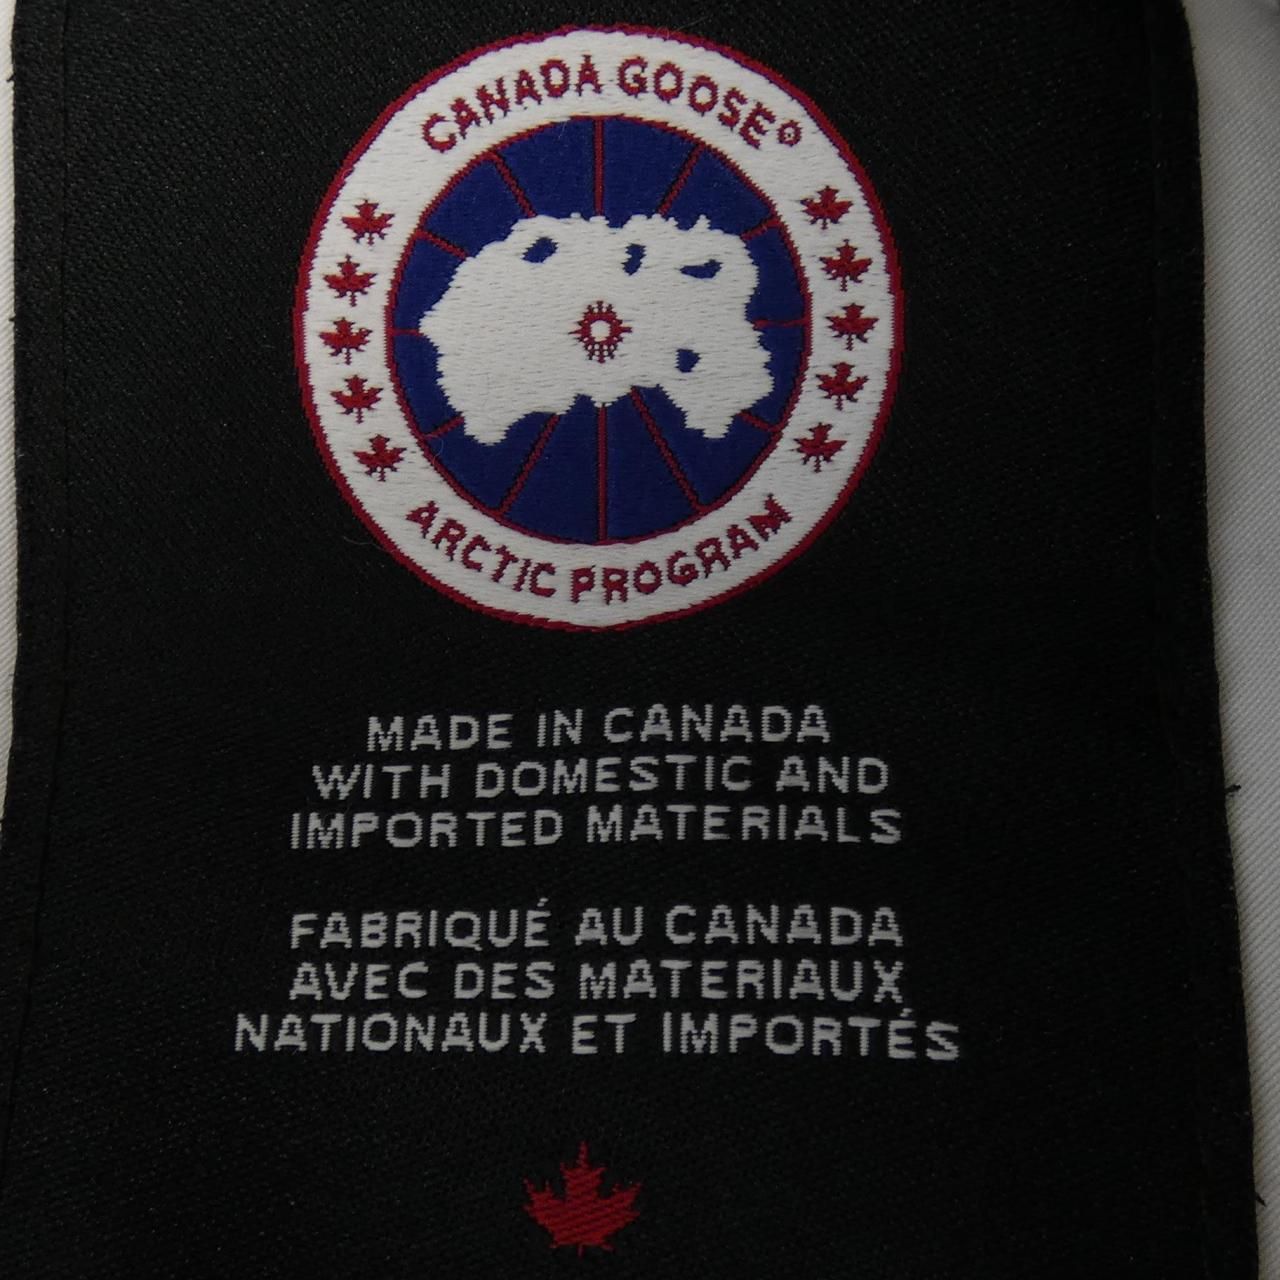 CANADA GOOSE®
ARCTIC PROGRAM
MADE IN CANADA
WITH DOMESTIC AND
IMPORTED MATERIALS
FABRIQUÉ AU CANADA
AVEC DES MATERIAUX
NATIONAUX ET IMPORTÉS